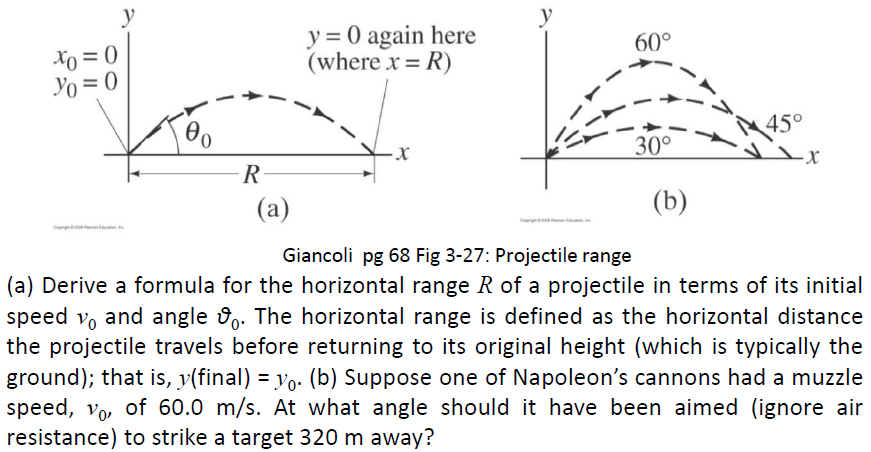 y
x₀ = 0
y₀ = 0
y = 0 again here
(where x = R)
θ₀
x
R
(a)
y
60°
45°
30°
x
(b)
Giancoli pg 68 Fig 3-27: Projectile range
(a) Derive a formula for the horizontal range R of a projectile in terms of its initial
speed v₀ and angle ϑ₀. The horizontal range is defined as the horizontal distance
the projectile travels before returning to its original height (which is typically the
ground); that is, y(final) = y₀. (b) Suppose one of Napoleon’s cannons had a muzzle
speed, v₀, of 60.0 m/s. At what angle should it have been aimed (ignore air
resistance) to strike a target 320 m away?